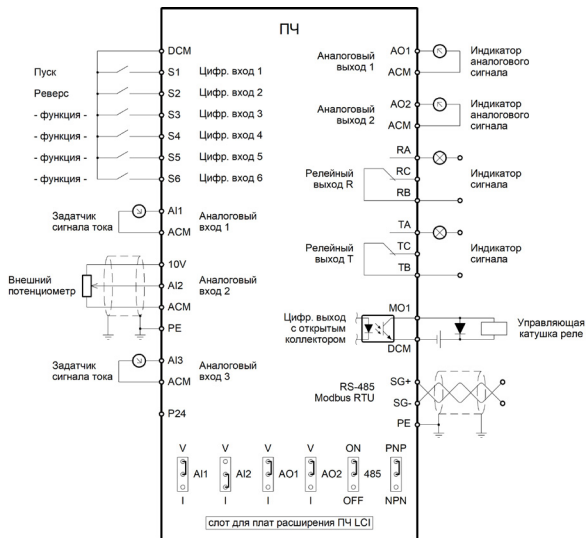 ПЧ
DCM
Пуск S1 Цифр. вход 1
Реверс S2 Цифр. вход 2
- функция - S3 Цифр. вход 3
- функция - S4 Цифр. вход 4
- функция - S5 Цифр. вход 5
- функция - S6 Цифр. вход 6
Задатчик
сигнала тока
AI1
ACM
Аналоговый
вход 1
Внешний
потенциометр
10V
AI2
ACM
PE
Аналоговый
вход 2
Задатчик
сигнала тока
AI3
ACM
Аналоговый
вход 3
P24
Аналоговый
выход 1
AO1
ACM
Индикатор
аналогового
сигнала
Аналоговый
выход 2
AO2
ACM
Индикатор
аналогового
сигнала
Релейный
выход R
RA
RC
RB
Индикатор
сигнала
Релейный
выход T
TA
TC
TB
Индикатор
сигнала
Цифр. выход
с открытым
коллектором
MO1
DCM
Управляющая
катушка реле
RS-485
Modbus RTU
SG+
SG-
PE
V V V V ON PNP
AI1 AI2 AO1 AO2 485
I I I I OFF NPN
слот для плат расширения ПЧ LCI